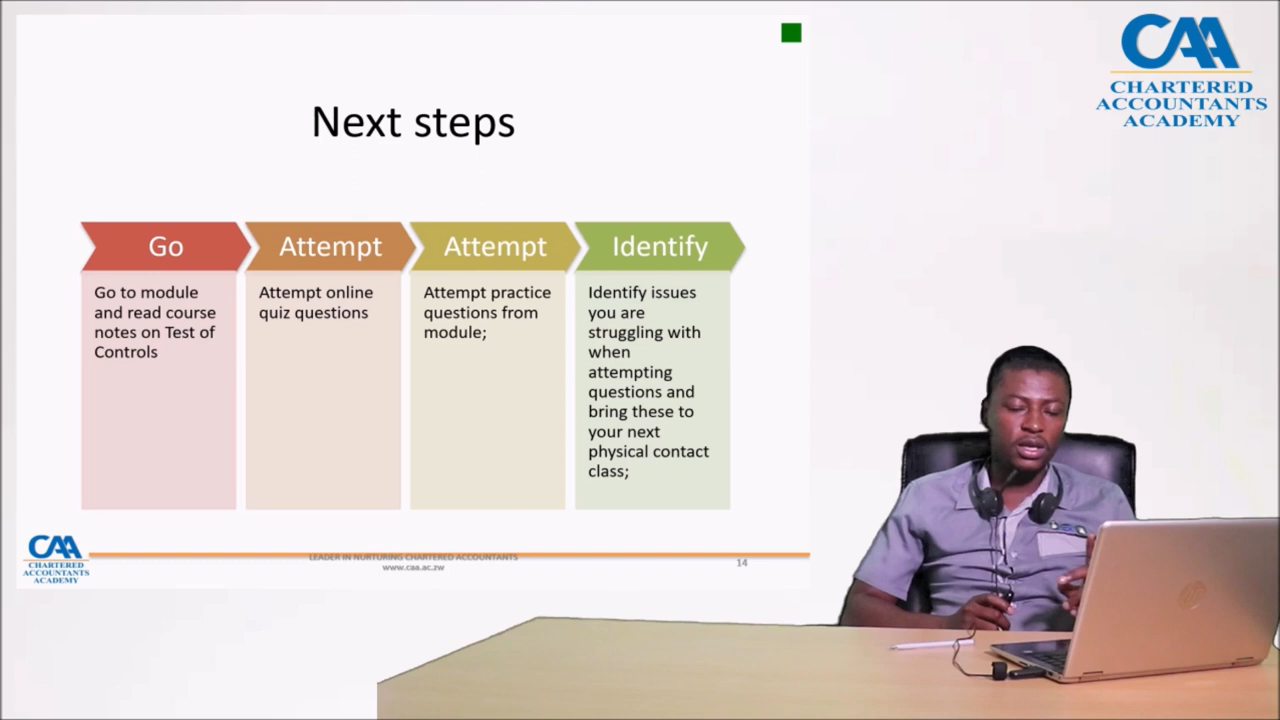 CAA
CHARTERED
ACCOUNTANTS
ACADEMY
Next steps
Go
Go to module
and read course
notes on Test of
Controls
Attempt
Attempt online
quiz questions
Attempt
Attempt practice
questions from
module;
Identify
Identify issues
you are
struggling with
when
attempting
questions and
bring these to
your next
physical contact
class;
CAA
CHARTERED
ACCOUNTANTS
ACADEMY
LEADER IN NURTURING CHARTERED ACCOUNTANTS
www.caa.ac.zw
14
hp